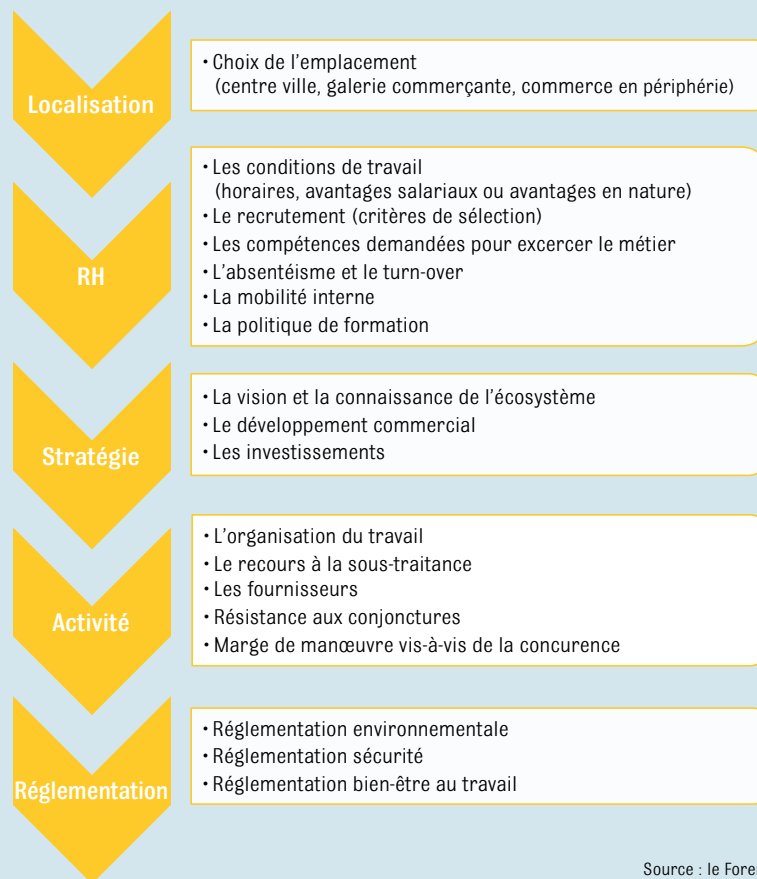 Localisation
• Choix de l'emplacement
(centre ville, galerie commerçante, commerce en périphérie)
RH
• Les conditions de travail
(horaires, avantages salariaux ou avantages en nature)
• Le recrutement (critères de sélection)
• Les compétences demandées pour excercer le métier
• L'absentéisme et le turn-over
• La mobilité interne
• La politique de formation
Stratégie
• La vision et la connaissance de l'écosystème
• Le développement commercial
• Les investissements
Activité
• L'organisation du travail
• Le recours à la sous-traitance
• Les fournisseurs
• Résistance aux conjonctures
• Marge de manœuvre vis-à-vis de la concurence
Réglementation
• Réglementation environnementale
• Réglementation sécurité
• Réglementation bien-être au travail
Source : le